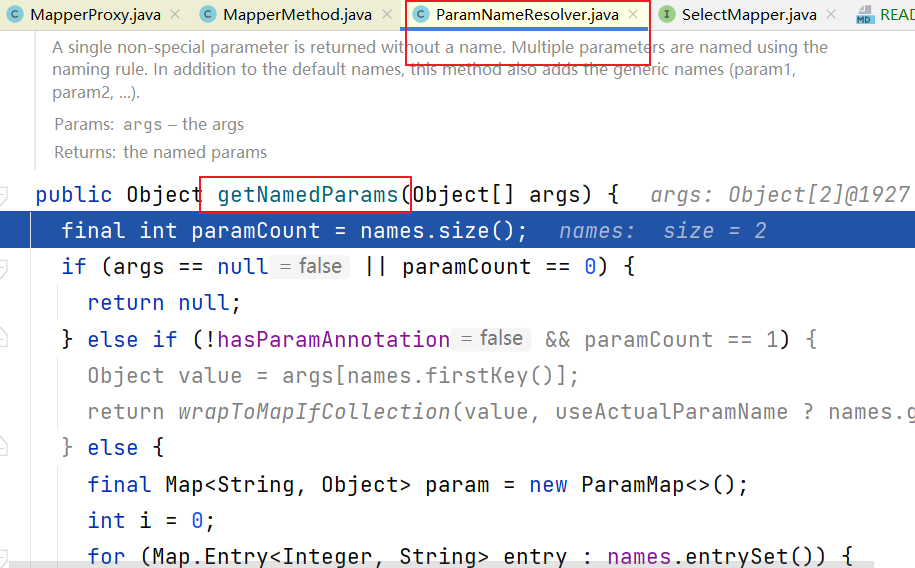 MapperProxy.java × MapperMethod.java × ParamNameResolver.java × SelectMapper.java × READ
A single non-special parameter is returned without a name. Multiple parameters are named using the
naming rule. In addition to the default names, this method also adds the generic names (param1,
param2, ...).
Params: args – the args
Returns: the named params
public Object getNamedParams(Object[] args) { args: Object[2]@1927
final int paramCount = names.size(); names: size = 2
if (args == null = false || paramCount == 0) {
return null;
} else if (!hasParamAnnotation = false && paramCount == 1) {
Object value = args[names.firstKey()];
return wrapToMapIfCollection(value, useActualParamName ? names.g
} else {
final Map<String, Object> param = new ParamMap<>();
int i = 0;
for (Map.Entry<Integer, String> entry : names.entrySet()) {